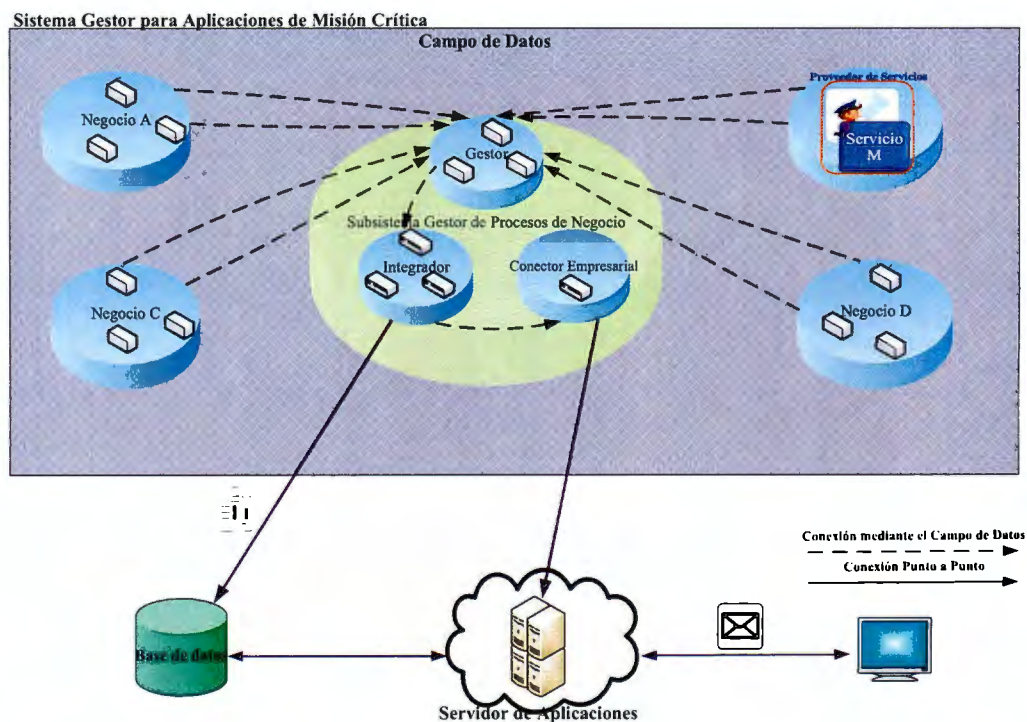 Sistema Gestor para Aplicaciones de Misión Crítica
Campo de Datos
Negocio A
Proveedor de Servicios
Servicio
M
Gestor
Subsistema Gestor de Procesos de Negocio
Integrador
Conector Empresarial
Negocio C
Negocio D
Conexión mediante el Campo de Datos
Conexión Punto a Punto
Base de datos
Servidor de Aplicaciones